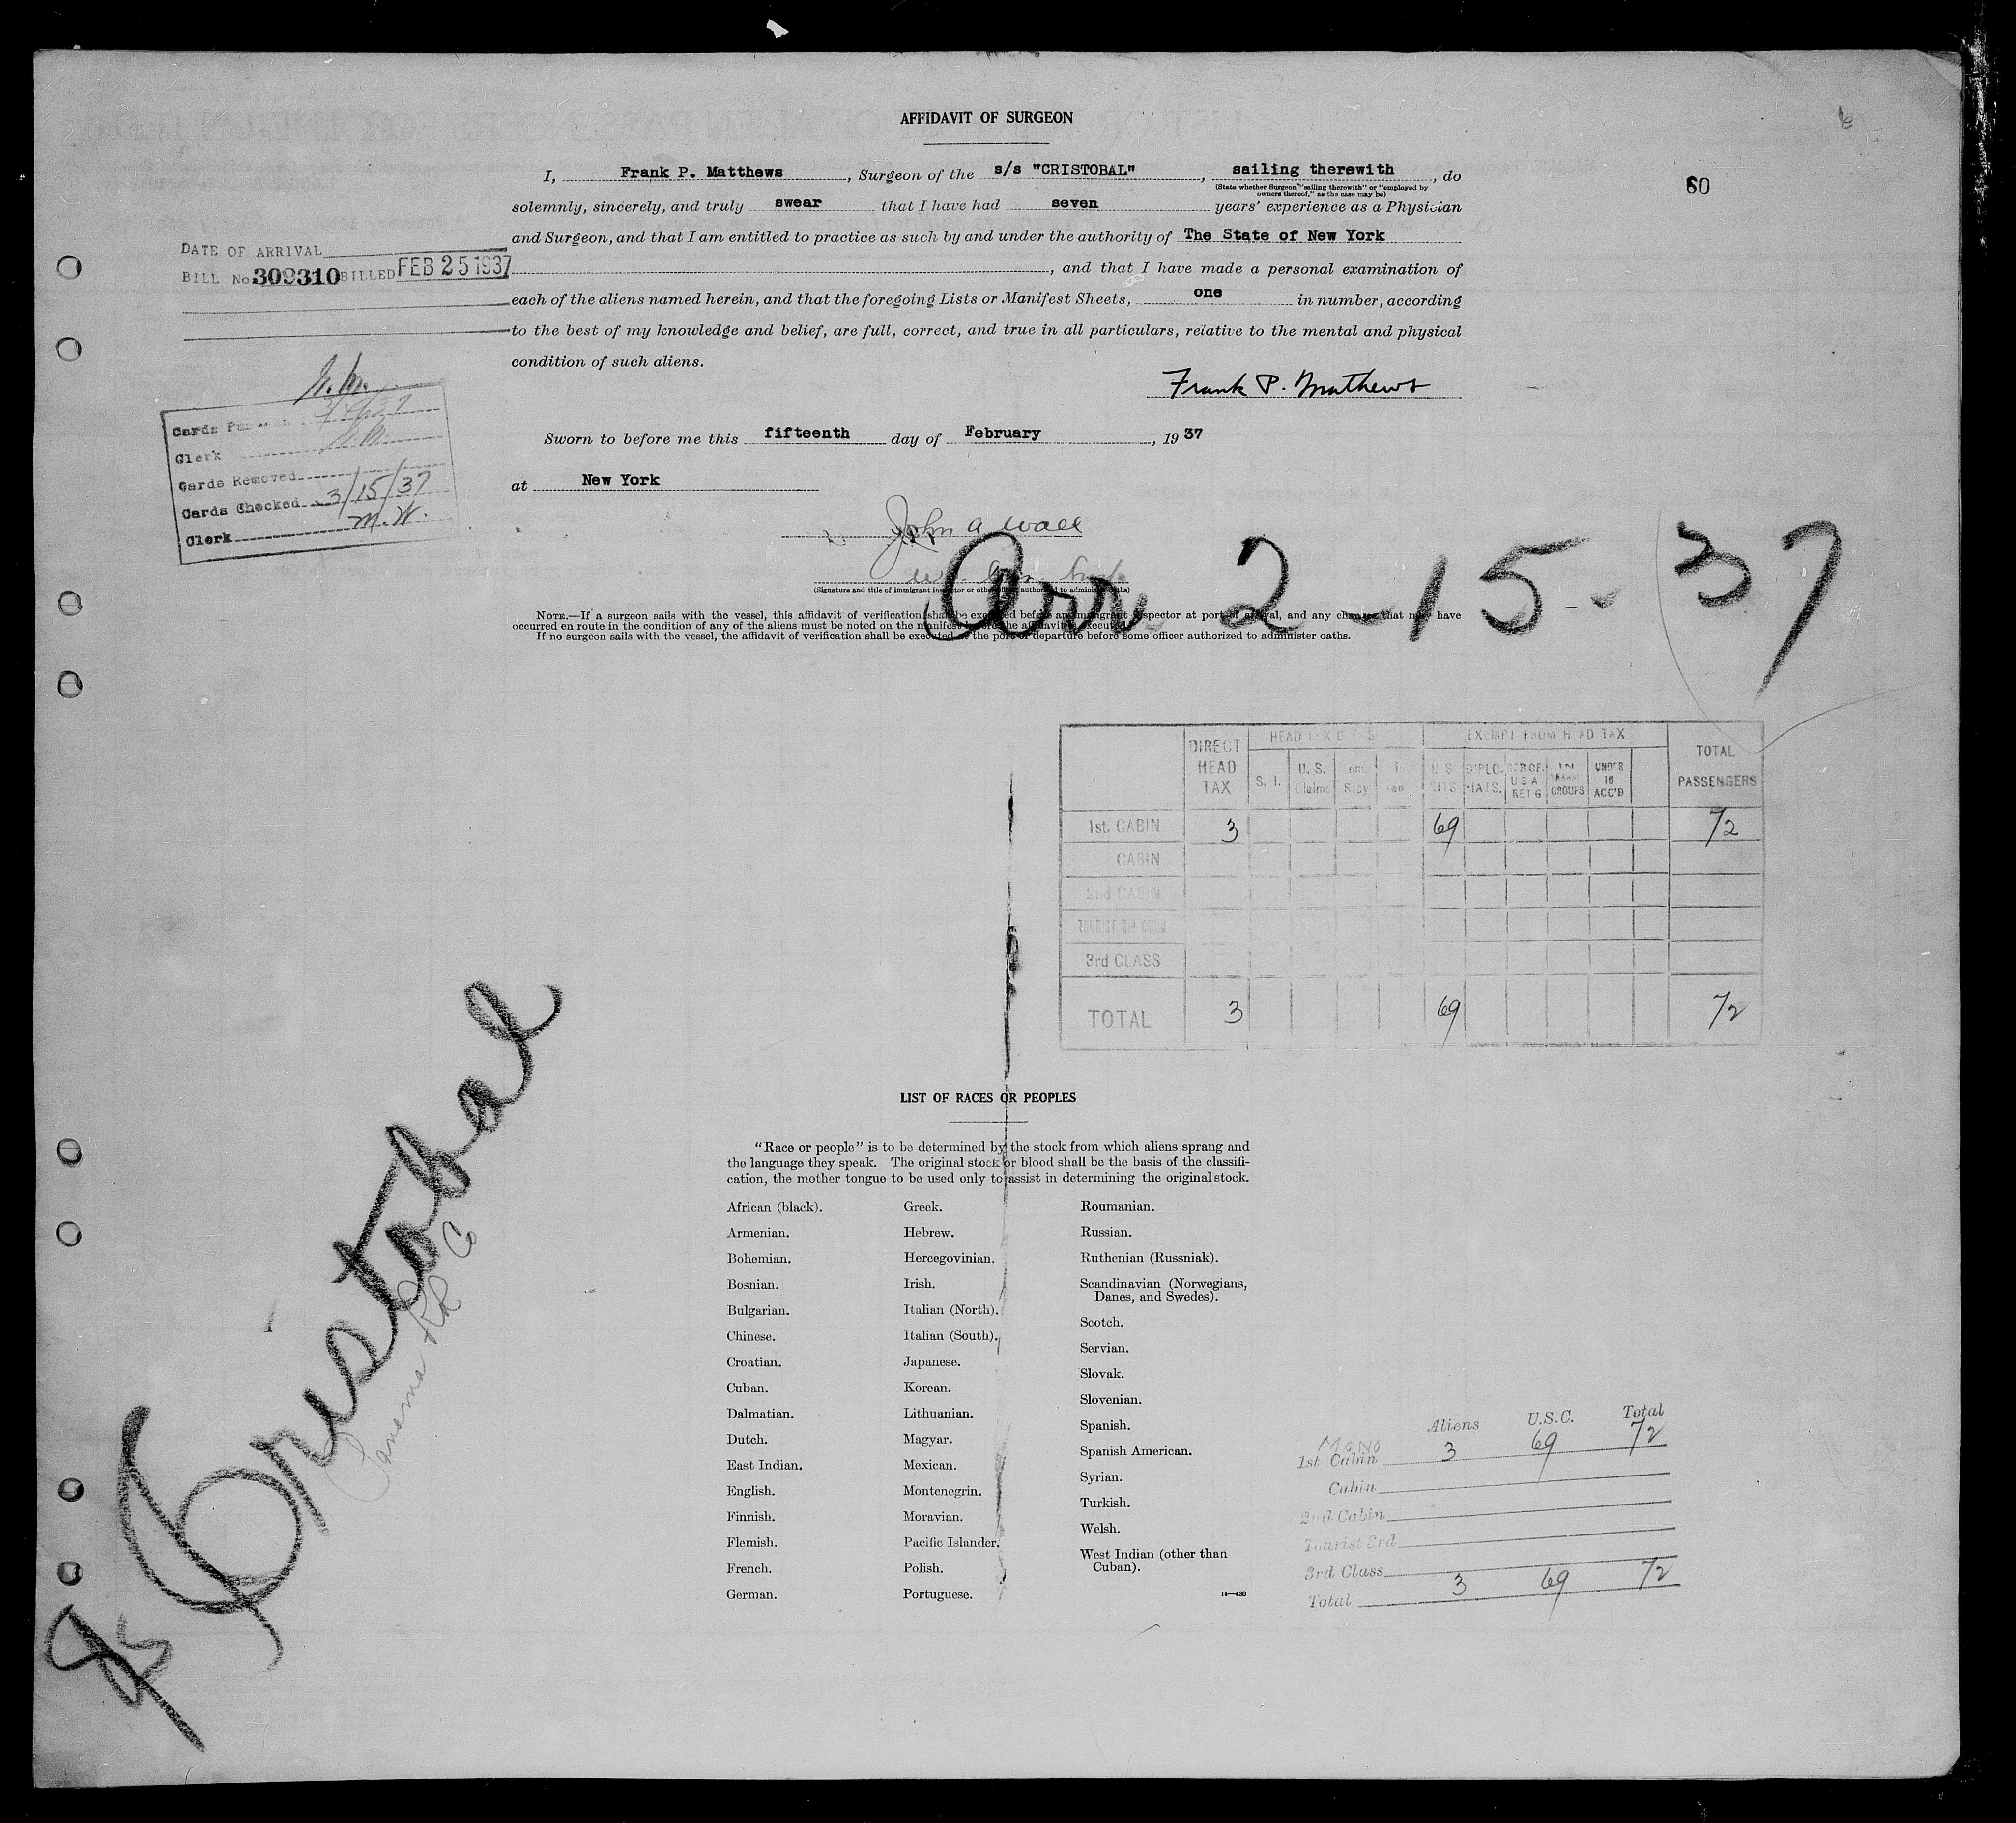 AFFIDAVIT OF SURGEON
6
60
I, Frank P. Matthews, Surgeon of the s/s "CRISTOBAL", sailing therewith, do
(State whether Surgeon "sailing therewith" or "employed by
owners thereof," as the case may be)
solemnly, sincerely, and truly swear that I have had seven years' experience as a Physician
and Surgeon, and that I am entitled to practice as such by and under the authority of The State of New York
, and that I have made a personal examination of
each of the aliens named herein, and that the foregoing Lists or Manifest Sheets, one in number, according
to the best of my knowledge and belief, are full, correct, and true in all particulars, relative to the mental and physical
condition of such aliens.
DATE OF ARRIVAL
BILL No 309310 BILLED FEB 25 1937
Frank P. Mathews
Cards
Clerk
Cards Removed
Cards Checked 3/15/37
Clerk M.W.
Sworn to before me this fifteenth day of February, 1937
at New York
John A Wall
(Signature and title of immigrant inspector or other officer authorized to administer oaths)
Arr. 2-15-37
NOTE.—If a surgeon sails with the vessel, this affidavit of verification shall be executed before an immigrant inspector at port of arrival, and any changes that may have
occurred en route in the condition of any of the aliens must be noted on the manifest before the affidavit is executed.
If no surgeon sails with the vessel, the affidavit of verification shall be executed at the port of departure before some officer authorized to administer oaths.
DIRECT HEAD TAX
S. I.
U. S. Claims
EXEMPT FROM HEAD TAX
U S CITS
DIPLO-MATS.
U S A RET'G
GROUPS
UNDER 16 ACC'D
TOTAL PASSENGERS
1st. CABIN 3 69 72
CABIN
2nd CABIN
TOURIST 3rd CABIN
3rd CLASS
TOTAL 3 69 72
Cristobal
Panama RR Co
LIST OF RACES OR PEOPLES
"Race or people" is to be determined by the stock from which aliens sprang and
the language they speak. The original stock or blood shall be the basis of the classifi-
cation, the mother tongue to be used only to assist in determining the original stock.
African (black).
Armenian.
Bohemian.
Bosnian.
Bulgarian.
Chinese.
Croatian.
Cuban.
Dalmatian.
Dutch.
East Indian.
English.
Finnish.
Flemish.
French.
German.
Greek.
Hebrew.
Hercegovinian.
Irish.
Italian (North).
Italian (South).
Japanese.
Korean.
Lithuanian.
Magyar.
Mexican.
Montenegrin.
Moravian.
Pacific Islander.
Polish.
Portuguese.
Roumanian.
Russian.
Ruthenian (Russniak).
Scandinavian (Norwegians,
Danes, and Swedes).
Scotch.
Servian.
Slovak.
Slovenian.
Spanish.
Spanish American.
Syrian.
Turkish.
Welsh.
West Indian (other than
Cuban).
14—430
Aliens U.S.C. Total
1st Cabin 3 69 72
Cabin
2nd Cabin
Tourist 3rd
3rd Class
Total 3 69 72